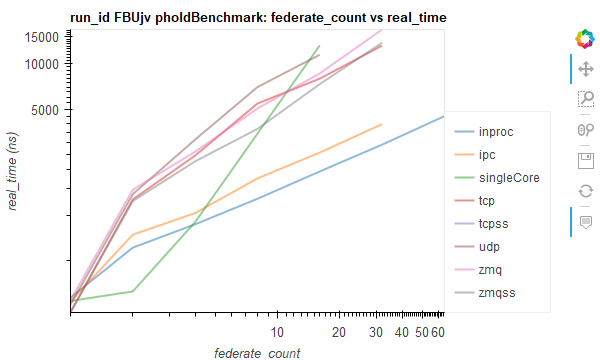 run_id FBUjv pholdBenchmark: federate_count vs real_time
15000
10000
5000
real_time (ns)
10
20
30
40
50
60
federate_count
inproc
ipc
singleCore
tcp
tcpss
udp
zmq
zmqss